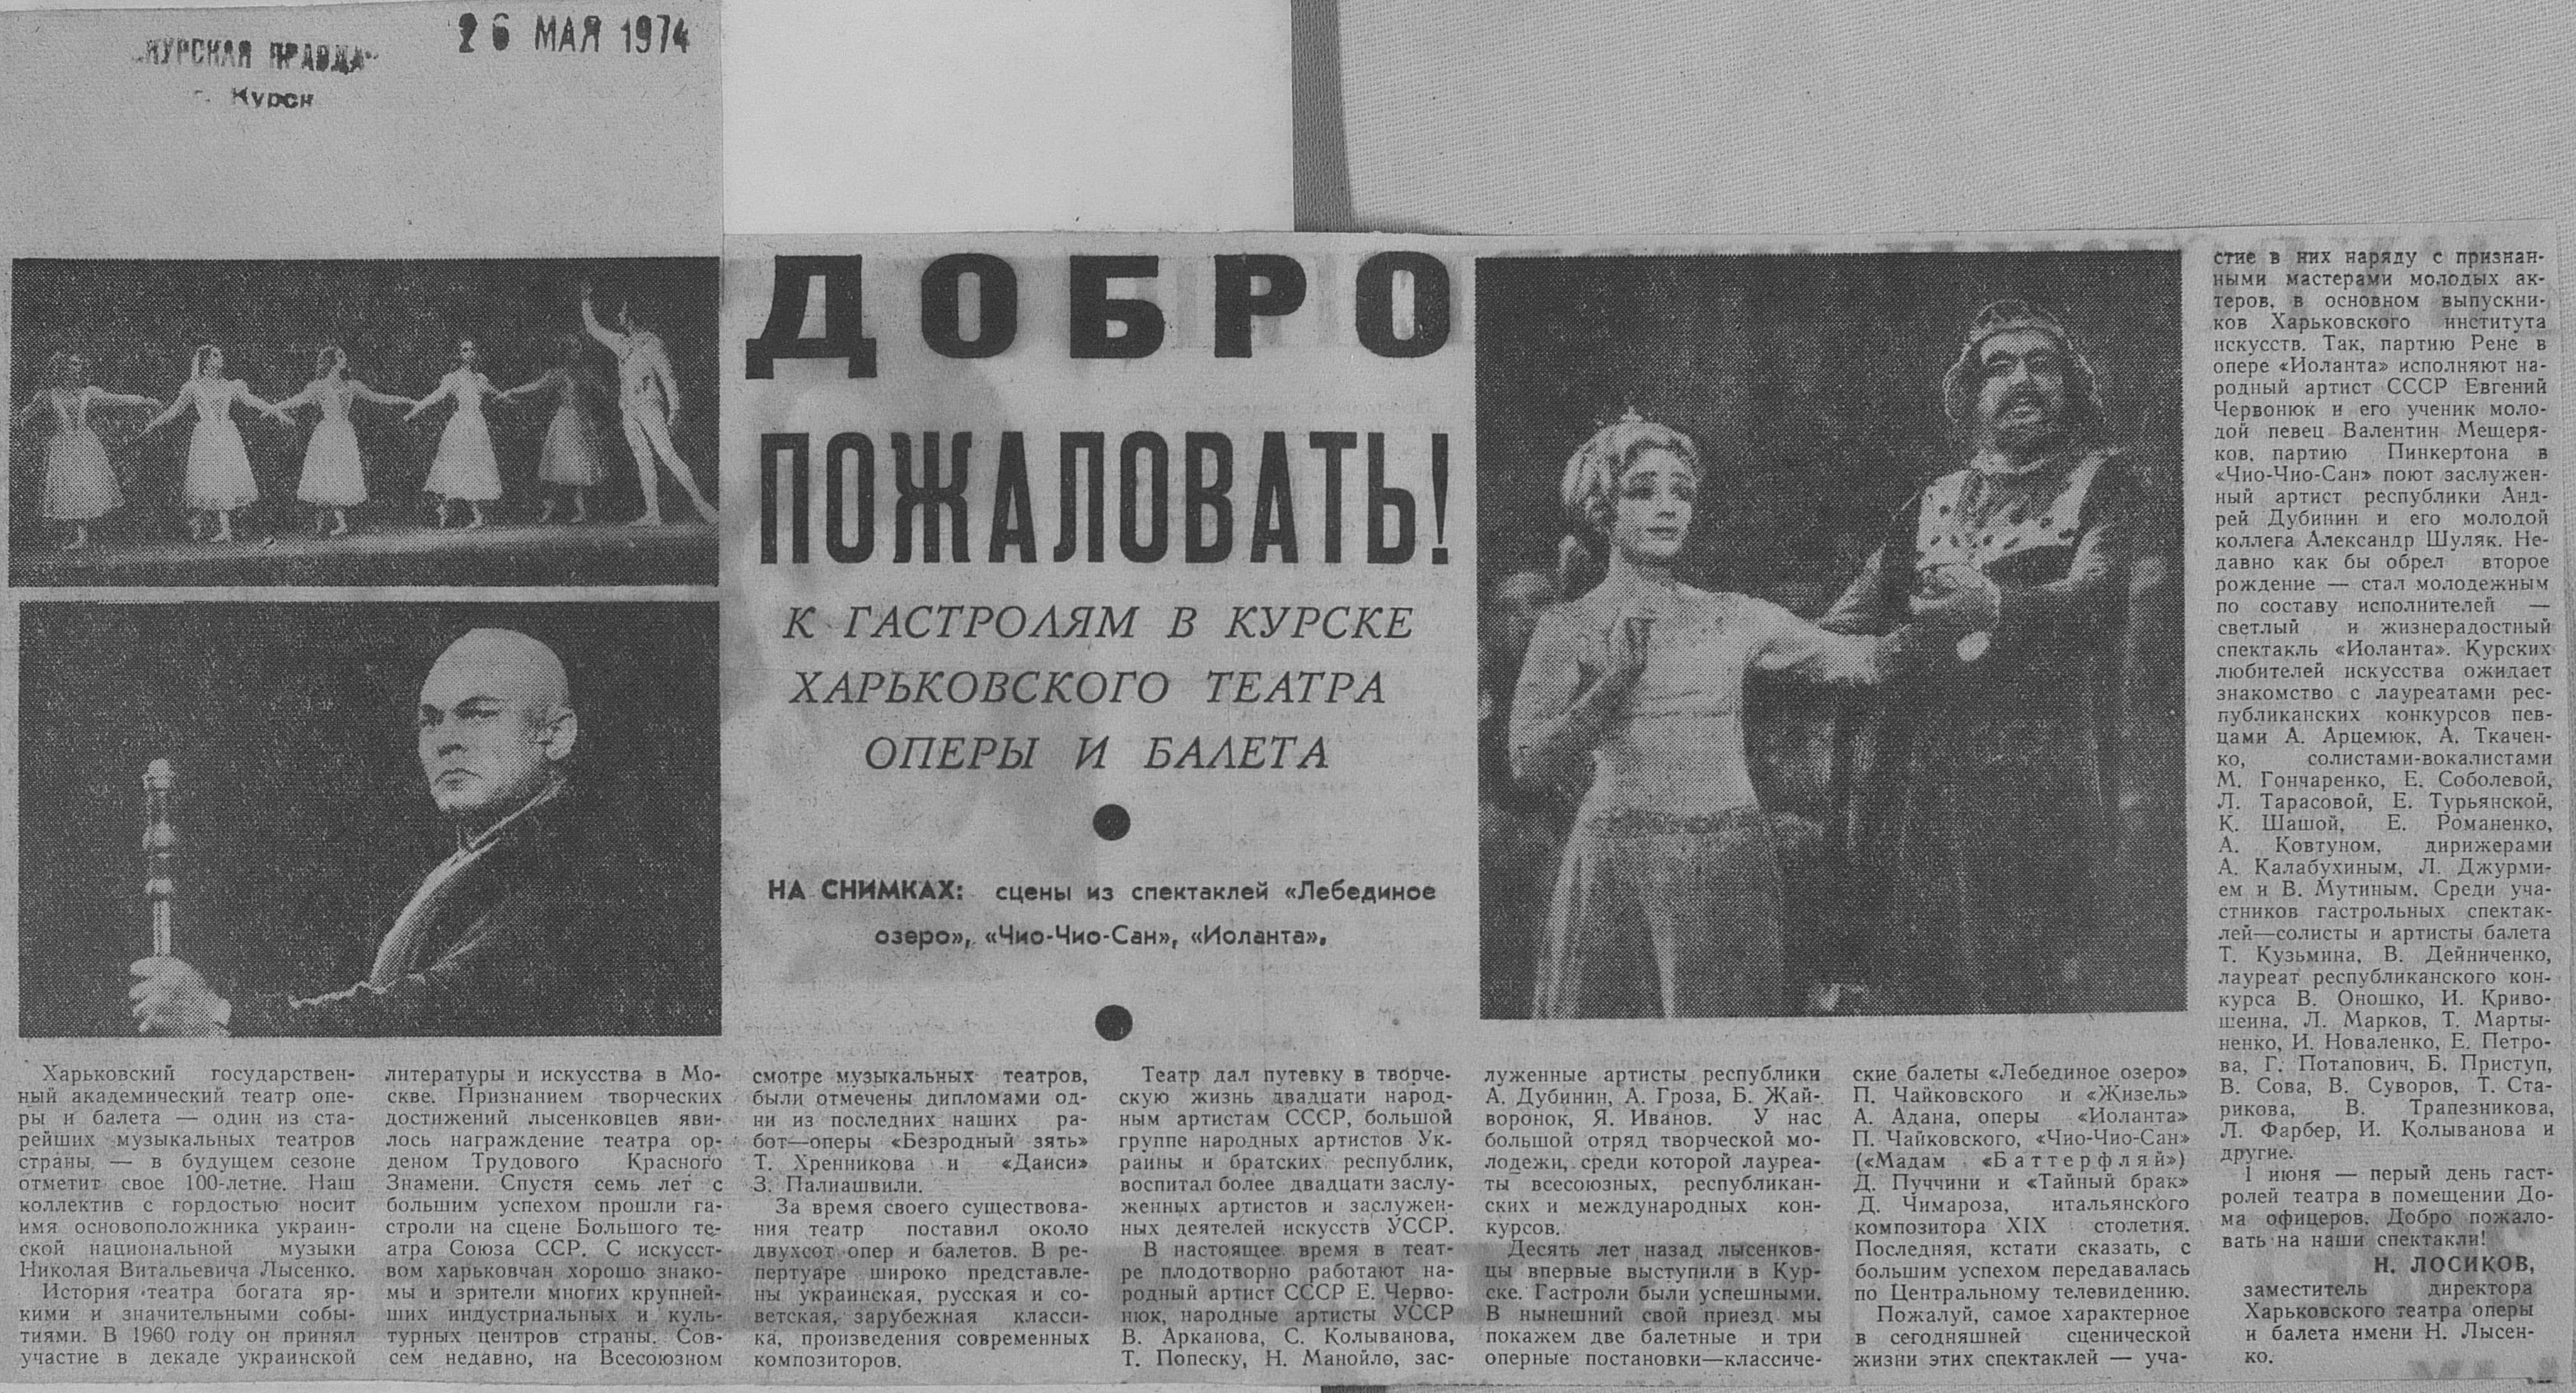 «КУРСКАЯ ПРАВДА»
г. Курск
26 МАЯ 1974
ДОБРО
ПОЖАЛОВАТЬ!
К ГАСТРОЛЯМ В КУРСКЕ
ХАРЬКОВСКОГО ТЕАТРА
ОПЕРЫ И БАЛЕТА
НА СНИМКАХ: сцены из спектаклей «Лебединое
озеро», «Чио-Чио-Сан», «Иоланта».
Харьковский государствен-
ный академический театр опе-
ры и балета — один из ста-
рейших музыкальных театров
страны, — в будущем сезоне
отметит свое 100-летие. Наш
коллектив с гордостью носит
имя основоположника украин-
ской национальной музыки
Николая Витальевича Лысенко.
История театра богата яр-
кими и значительными собы-
тиями. В 1960 году он принял
участие в декаде украинской
литературы и искусства в Мо-
скве. Признанием творческих
достижений лысенковцев яви-
лось награждение театра ор-
деном Трудового Красного
Знамени. Спустя семь лет с
большим успехом прошли га-
строли на сцене Большого те-
атра Союза ССР. С искусст-
вом харьковчан хорошо знако-
мы и зрители многих крупней-
ших индустриальных и куль-
турных центров страны. Сов-
сем недавно, на Всесоюзном
смотре музыкальных театров,
были отмечены дипломами од-
ни из последних наших ра-
бот—оперы «Безродный зять»
Т. Хренникова и «Даиси»
З. Палиашвили.
За время своего существова-
ния театр поставил около
двухсот опер и балетов. В ре-
пертуаре широко представле-
ны украинская, русская и со-
ветская, зарубежная класси-
ка, произведения современных
композиторов.
Театр дал путевку в творче-
скую жизнь двадцати народ-
ным артистам СССР, большой
группе народных артистов Ук-
раины и братских республик,
воспитал более двадцати заслу-
женных артистов и заслужен-
ных деятелей искусств УССР.
В настоящее время в теат-
ре плодотворно работают на-
родный артист СССР Е. Черво-
нюк, народные артисты УССР
В. Арканова, С. Колыванова,
Т. Попеску, Н. Манойло, зас-
луженные артисты республики
А. Дубинин, А. Гроза, Б. Жай-
воронок, Я. Иванов. У нас
большой отряд творческой мо-
лодежи, среди которой лауреа-
ты всесоюзных, республикан-
ских и международных кон-
курсов.
Десять лет назад лысенков-
цы впервые выступили в Кур-
ске. Гастроли были успешными.
В нынешний свой приезд мы
покажем две балетные и три
оперные постановки—классиче-
ские балеты «Лебединое озеро»
П. Чайковского и «Жизель»
А. Адана, оперы «Иоланта»
П. Чайковского, «Чио-Чио-Сан»
(«Мадам «Баттерфляй»)
Д. Пуччини и «Тайный брак»
Д. Чимароза, итальянского
композитора XIX столетия.
Последняя, кстати сказать, с
большим успехом передавалась
по Центральному телевидению.
Пожалуй, самое характерное
в сегодняшней сценической
жизни этих спектаклей — уча-
стие в них наряду с признан-
ными мастерами молодых ак-
теров, в основном выпускни-
ков Харьковского института
искусств. Так, партию Рене в
опере «Иоланта» исполняют на-
родный артист СССР Евгений
Червонюк и его ученик моло-
дой певец Валентин Мещеря-
ков, партию Пинкертона в
«Чио-Чио-Сан» поют заслужен-
ный артист республики Анд-
рей Дубинин и его молодой
коллега Александр Шуляк. Не-
давно как бы обрел второе
рождение — стал молодежным
по составу исполнителей —
светлый и жизнерадостный
спектакль «Иоланта». Курских
любителей искусства ожидает
знакомство с лауреатами рес-
публиканских конкурсов пев-
цами А. Арцемюк, А. Ткачен-
ко, солистами-вокалистами
М. Гончаренко, Е. Соболевой,
Л. Тарасовой, Е. Турьянской,
К. Шашой, Е. Романенко,
А. Ковтуном, дирижерами
А. Калабухиным, Л. Джурми-
ем и В. Мутиным. Среди уча-
стников гастрольных спектак-
лей—солисты и артисты балета
Т. Кузьмина, В. Дейниченко,
лауреат республиканского кон-
курса В. Оношко, И. Криво-
шеина, Л. Марков, Т. Марты-
ненко, И. Новаленко, Е. Петро-
ва, Г. Потапович, Б. Приступ,
В. Сова, В. Суворов, Т. Ста-
рикова, В. Трапезникова,
Л. Фарбер, И. Колыванова и
другие.
1 июня — перый день гаст-
ролей театра в помещении До-
ма офицеров. Добро пожало-
вать на наши спектакли!
Н. ЛОСИКОВ,
заместитель директора
Харьковского театра оперы
и балета имени Н. Лысен-
ко.